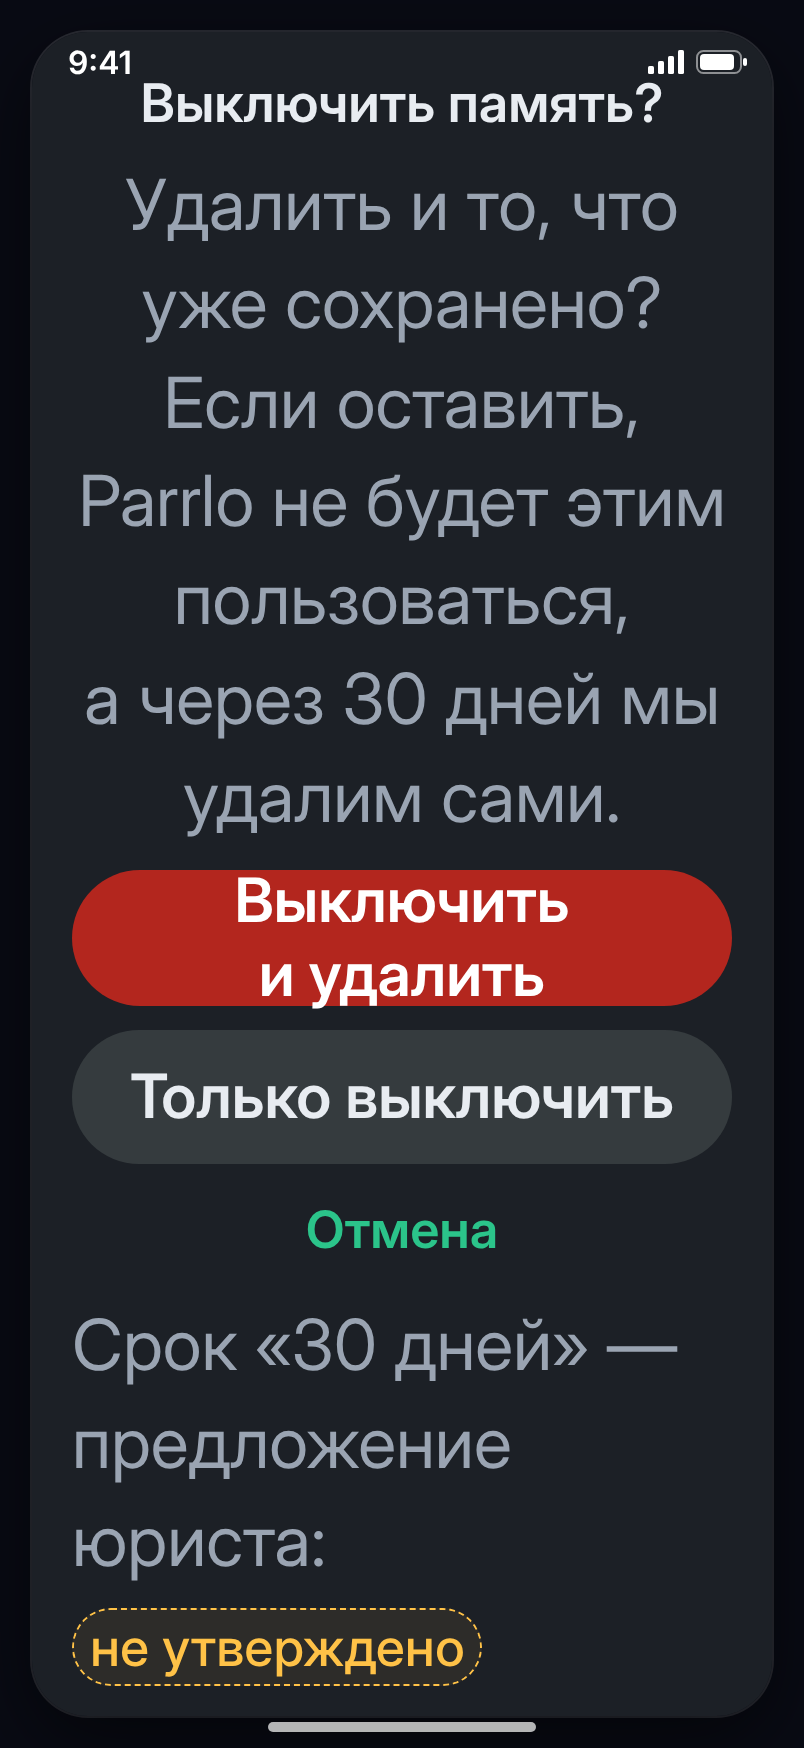 9:41
Выключить память?
Удалить и то, что
уже сохранено?
Если оставить,
Parrlo не будет этим
пользоваться,
а через 30 дней мы
удалим сами.
Выключить
и удалить
Только выключить
Отмена
Срок «30 дней» —
предложение
юриста:
не утверждено